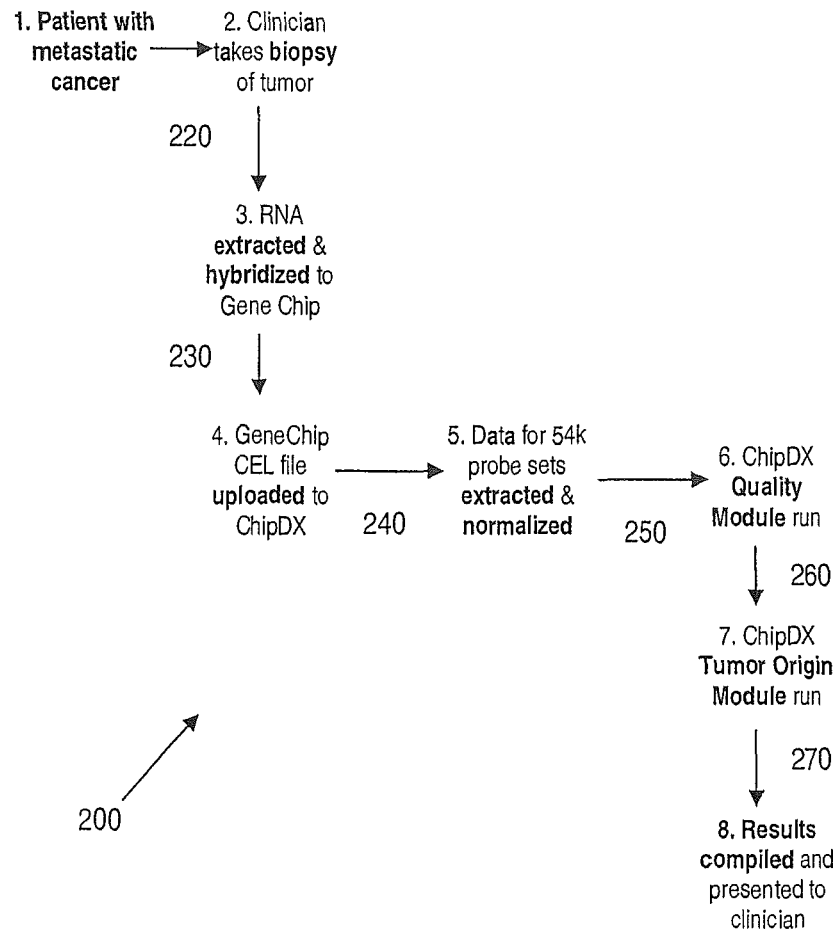 1. Patient with
metastatic
cancer
2. Clinician
takes biopsy
of tumor
220
3. RNA
extracted &
hybridized to
Gene Chip
230
4. GeneChip
CEL file
uploaded to
ChipDX
240
5. Data for 54k
probe sets
extracted &
normalized
250
6. ChipDX
Quality
Module run
260
7. ChipDX
Tumor Origin
Module run
270
200
8. Results
compiled and
presented to
clinician